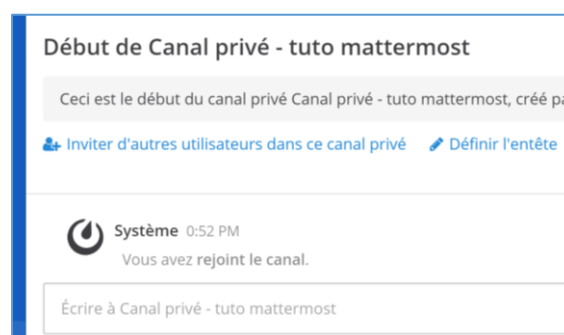 Début de Canal privé - tuto mattermost
Ceci est le début du canal privé Canal privé - tuto mattermost, créé
Inviter d'autres utilisateurs dans ce canal privé Définir l'entête
Système 0:52 PM
Vous avez rejoint le canal.
Écrire à Canal privé - tuto mattermost